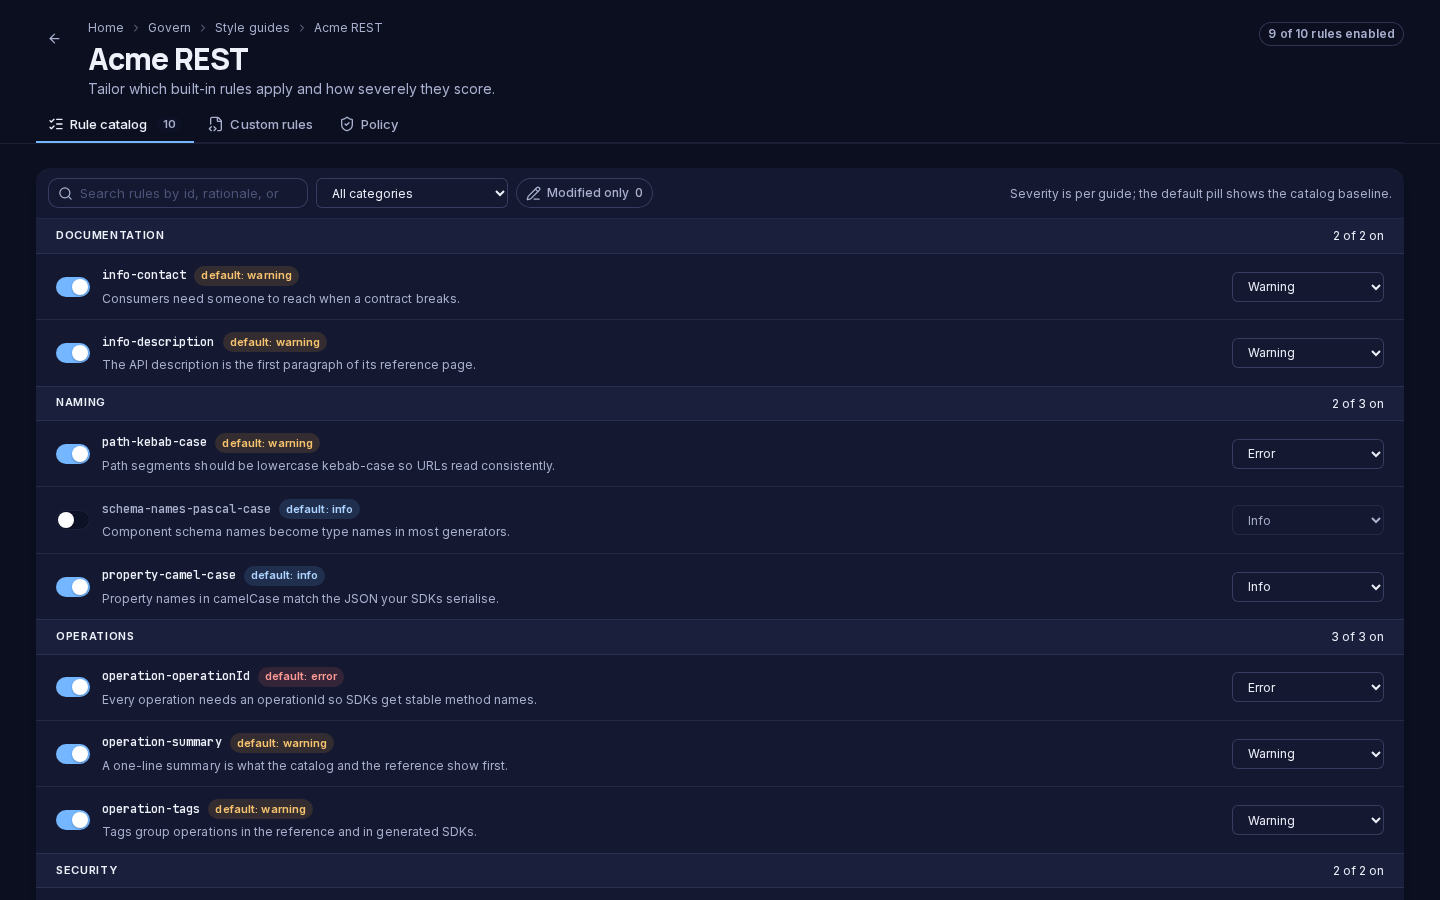 Home > Govern > Style guides > Acme REST
9 of 10 rules enabled
Acme REST
Tailor which built-in rules apply and how severely they score.
Rule catalog 10 Custom rules Policy
Search rules by id, rationale, or All categories Modified only 0 Severity is per guide; the default pill shows the catalog baseline.
DOCUMENTATION 2 of 2 on
info-contact default: warning
Consumers need someone to reach when a contract breaks.
Warning
info-description default: warning
The API description is the first paragraph of its reference page.
Warning
NAMING 2 of 3 on
path-kebab-case default: warning
Path segments should be lowercase kebab-case so URLs read consistently.
Error
schema-names-pascal-case default: info
Component schema names become type names in most generators.
Info
property-camel-case default: info
Property names in camelCase match the JSON your SDKs serialise.
Info
OPERATIONS 3 of 3 on
operation-operationId default: error
Every operation needs an operationId so SDKs get stable method names.
Error
operation-summary default: warning
A one-line summary is what the catalog and the reference show first.
Warning
operation-tags default: warning
Tags group operations in the reference and in generated SDKs.
Warning
SECURITY 2 of 2 on